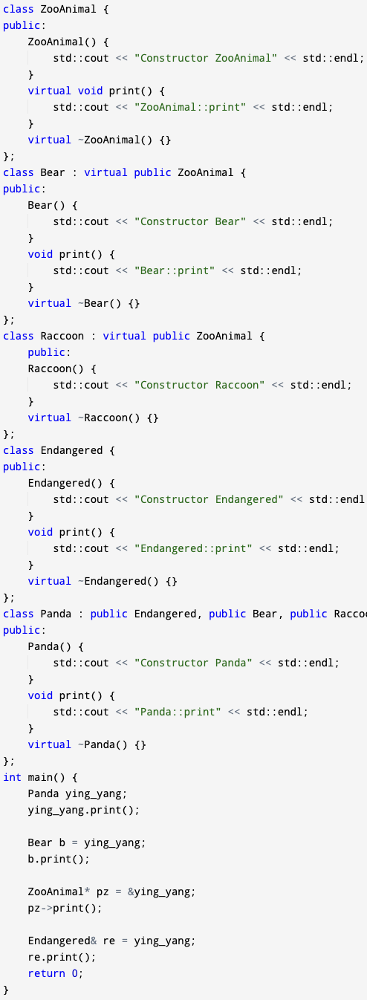 class ZooAnimal {
public:
    ZooAnimal() {
        std::cout << "Constructor ZooAnimal" << std::endl;
    }
    virtual void print() {
        std::cout << "ZooAnimal::print" << std::endl;
    }
    virtual ~ZooAnimal() {}
};
class Bear : virtual public ZooAnimal {
public:
    Bear() {
        std::cout << "Constructor Bear" << std::endl;
    }
    void print() {
        std::cout << "Bear::print" << std::endl;
    }
    virtual ~Bear() {}
};
class Raccoon : virtual public ZooAnimal {
    public:
    Raccoon() {
        std::cout << "Constructor Raccoon" << std::endl;
    }
    virtual ~Raccoon() {}
};
class Endangered {
public:
    Endangered() {
        std::cout << "Constructor Endangered" << std::endl
    }
    void print() {
        std::cout << "Endangered::print" << std::endl;
    }
    virtual ~Endangered() {}
};
class Panda : public Endangered, public Bear, public Raccoo
public:
    Panda() {
        std::cout << "Constructor Panda" << std::endl;
    }
    void print() {
        std::cout << "Panda::print" << std::endl;
    }
    virtual ~Panda() {}
};
int main() {
    Panda ying_yang;
    ying_yang.print();

    Bear b = ying_yang;
    b.print();

    ZooAnimal* pz = &ying_yang;
    pz->print();

    Endangered& re = ying_yang;
    re.print();
    return 0;
}